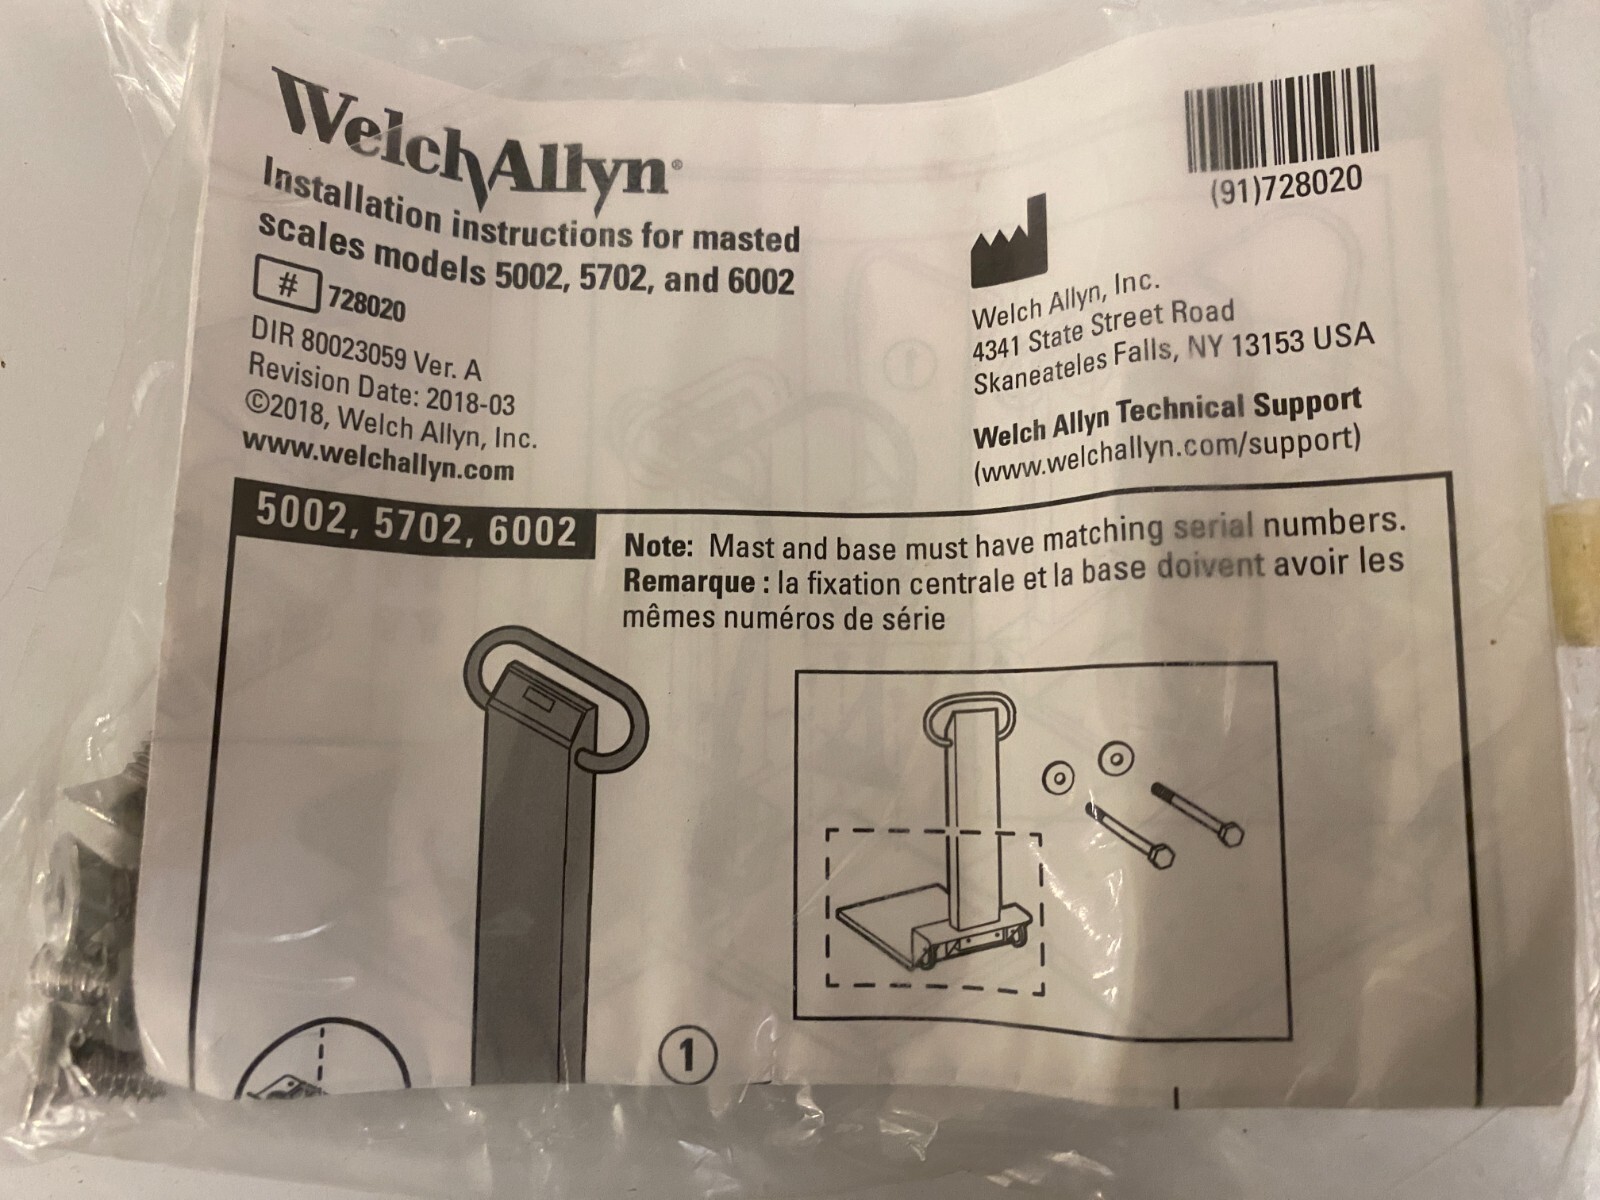 WelchAllyn®
Installation instructions for masted
scales models 5002, 5702, and 6002
# 728020
DIR 80023059 Ver. A
Revision Date: 2018-03
©2018, Welch Allyn, Inc.
www.welchallyn.com
(91)728020
Welch Allyn, Inc.
4341 State Street Road
Skaneateles Falls, NY 13153 USA
Welch Allyn Technical Support
(www.welchallyn.com/support)
5002, 5702, 6002
Note: Mast and base must have matching serial numbers.
Remarque : la fixation centrale et la base doivent avoir les
mêmes numéros de série
1